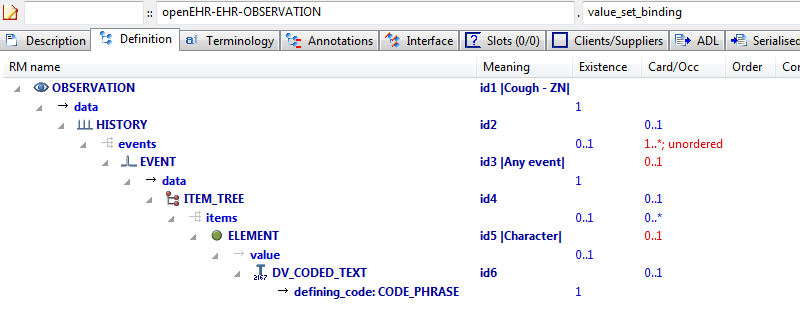 :: openEHR-EHR-OBSERVATION . value_set_binding
Description Definition Terminology Annotations Interface Slots (0/0) Clients/Suppliers ADL Serialised
RM name Meaning Existence Card/Occ Order Cor
OBSERVATION id1 |Cough - ZN|
data 1
HISTORY id2 0..1
events 0..1 1..*; unordered
EVENT id3 |Any event| 0..1
data 1
ITEM_TREE id4 0..1
items 0..1 0..*
ELEMENT id5 |Character| 0..1
value 0..1
DV_CODED_TEXT id6 0..1
defining_code: CODE_PHRASE 1